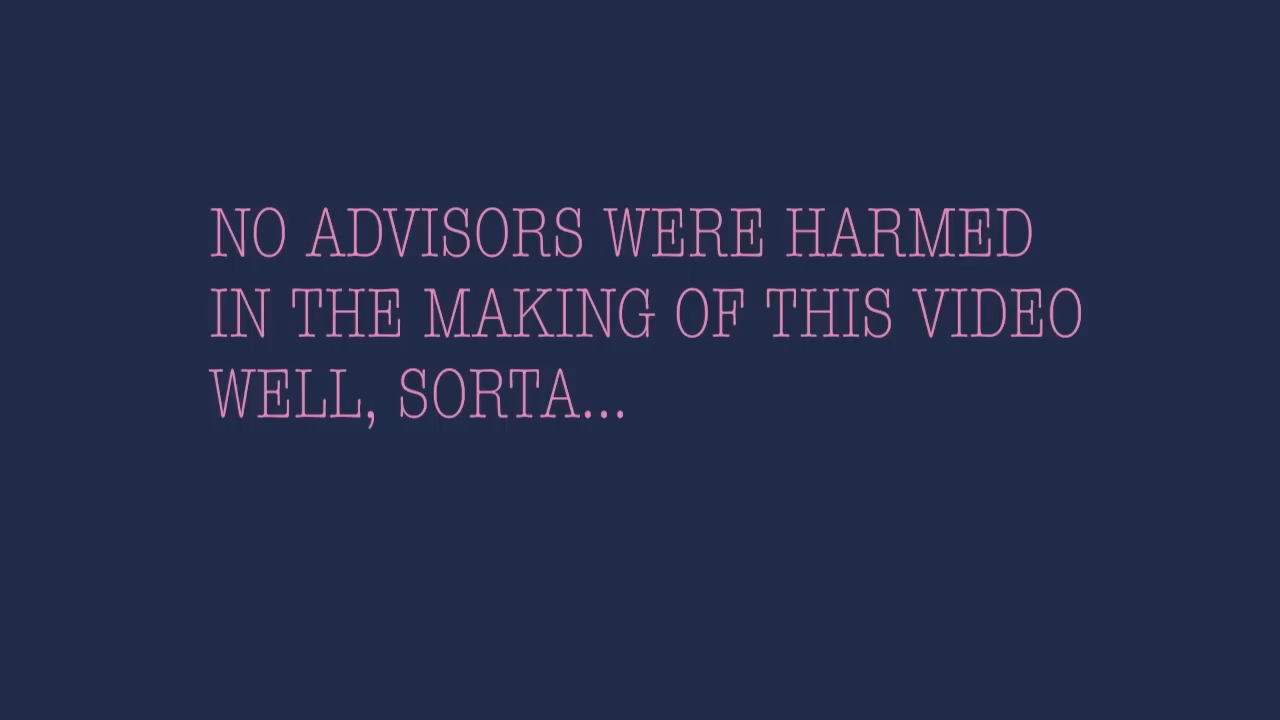 NO ADVISORS WERE HARMED
IN THE MAKING OF THIS VIDEO
WELL, SORTA...